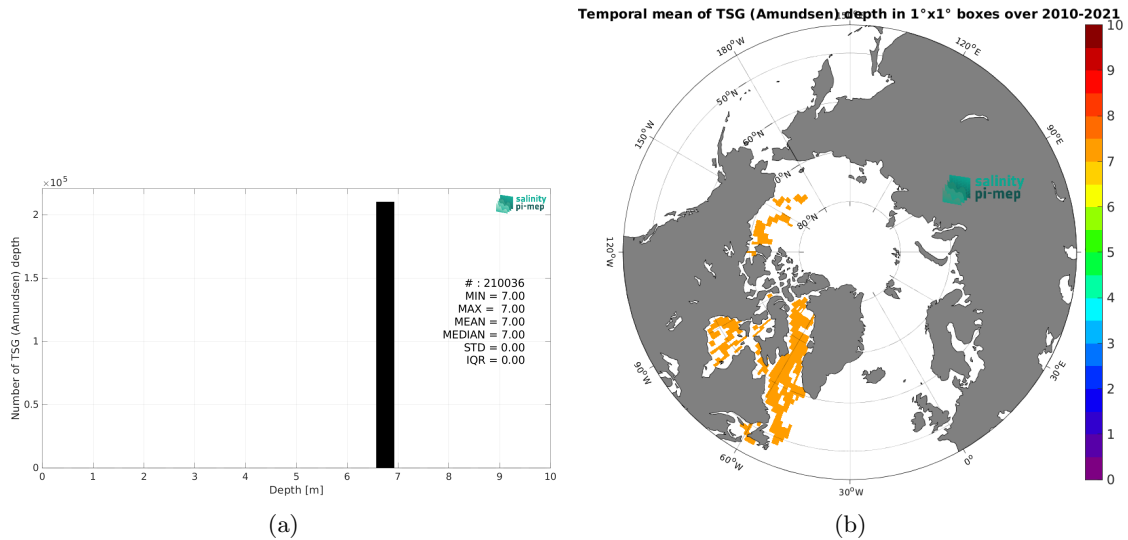 ×10⁵
2
1.5
1
0.5
0
Number of TSG (Amundsen) depth
salinity
pi-mep
# : 210036
MIN = 7.00
MAX =  7.00
MEAN = 7.00
MEDIAN = 7.00
STD = 0.00
IQR = 0.00
0 1 2 3 4 5 6 7 8 9 10
Depth [m]
(a)
Temporal mean of TSG (Amundsen) depth in 1°x1° boxes over 2010-2021
180°W
120°E
150°W
90°E
120°W
30°E
90°W
0°
60°W
30°W
50°N
60°N
0°N
80°N
salinity
pi-mep
10
9
8
7
6
5
4
3
2
1
0
(b)